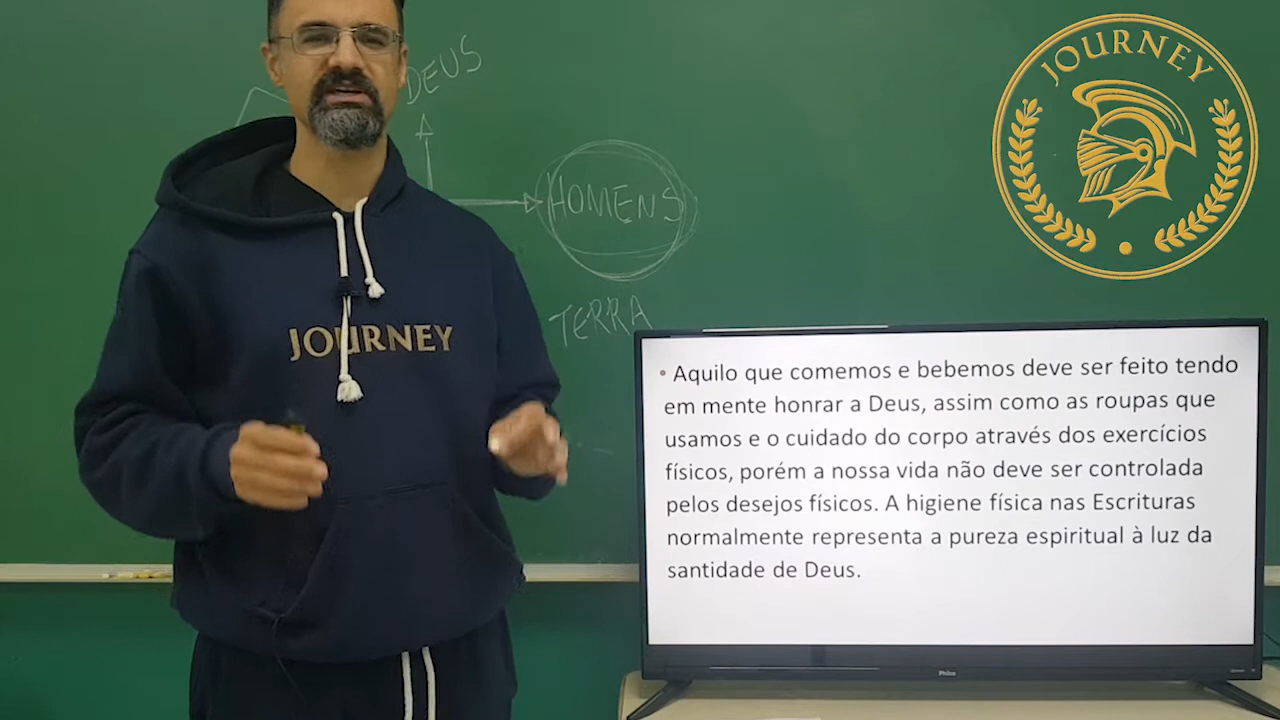 DEUS
HOMENS
TERRA
JOURNEY
JOURNEY
• Aquilo que comemos e bebemos deve ser feito tendo
em mente honrar a Deus, assim como as roupas que
usamos e o cuidado do corpo através dos exercícios
físicos, porém a nossa vida não deve ser controlada
pelos desejos físicos. A higiene física nas Escrituras
normalmente representa a pureza espiritual à luz da
santidade de Deus.
Philco